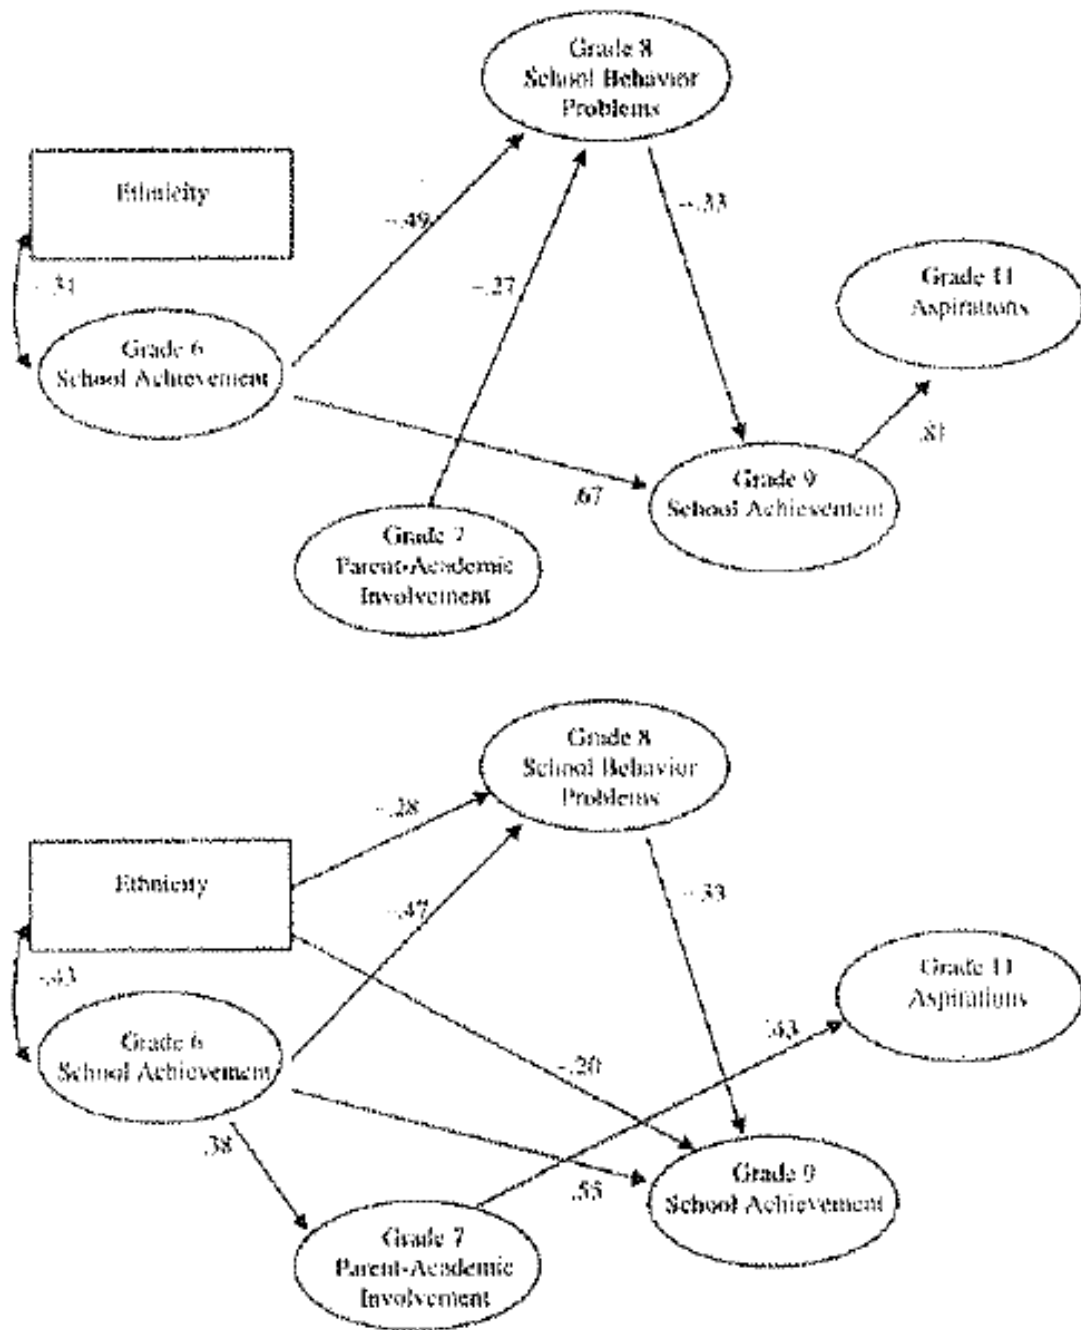 Grade 8
School Behavior
Problems
Ethnicity
-.49
-.33
-.27
-.31
Grade 11
Aspirations
Grade 6
School Achievement
.81
.67
Grade 9
School Achievement
Grade 7
Parent-Academic
Involvement
Grade 8
School Behavior
Problems
-.28
Ethnicity
-.47
-.33
-.43
Grade 11
Aspirations
Grade 6
School Achievement
.43
-.20
.38
.55
Grade 9
School Achievement
Grade 7
Parent-Academic
Involvement